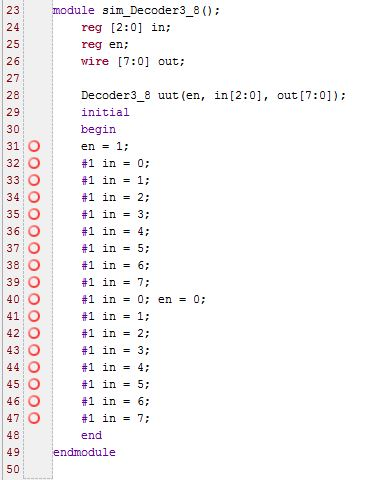 23 module sim_Decoder3_8();
24 reg [2:0] in;
25 reg en;
26 wire [7:0] out;
27
28 Decoder3_8 uut(en, in[2:0], out[7:0]);
29 initial
30 begin
31 en = 1;
32 #1 in = 0;
33 #1 in = 1;
34 #1 in = 2;
35 #1 in = 3;
36 #1 in = 4;
37 #1 in = 5;
38 #1 in = 6;
39 #1 in = 7;
40 #1 in = 0; en = 0;
41 #1 in = 1;
42 #1 in = 2;
43 #1 in = 3;
44 #1 in = 4;
45 #1 in = 5;
46 #1 in = 6;
47 #1 in = 7;
48 end
49 endmodule
50